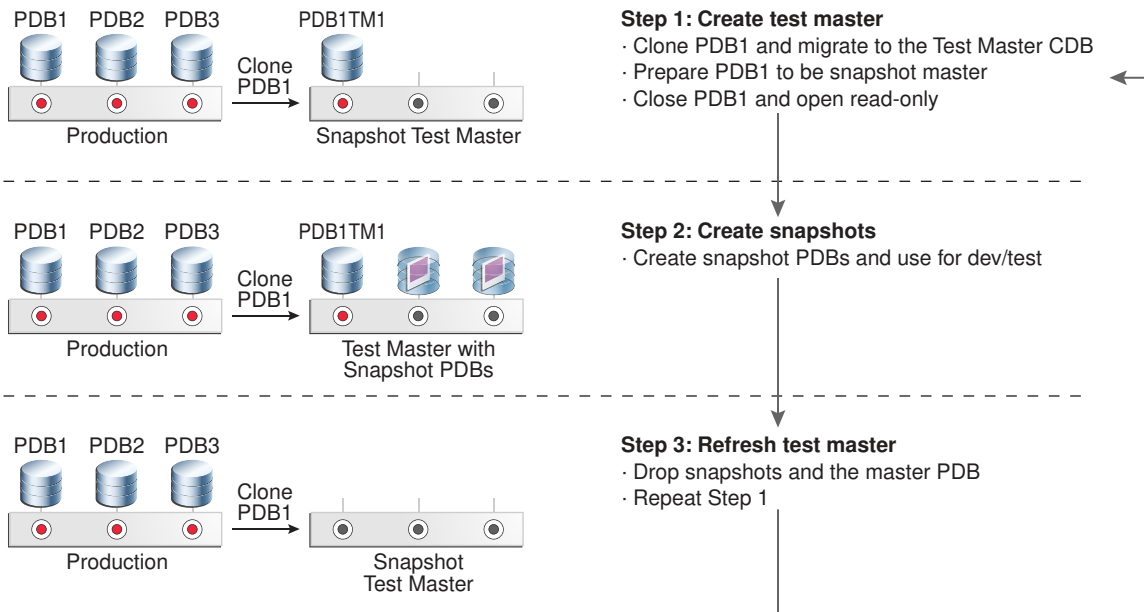 PDB1 PDB2 PDB3 PDB1TM1
Clone
PDB1
Production
Snapshot Test Master
Step 1: Create test master
· Clone PDB1 and migrate to the Test Master CDB
· Prepare PDB1 to be snapshot master
· Close PDB1 and open read-only
PDB1 PDB2 PDB3 PDB1TM1
Clone
PDB1
Production
Test Master with
Snapshot PDBs
Step 2: Create snapshots
· Create snapshot PDBs and use for dev/test
PDB1 PDB2 PDB3
Clone
PDB1
Production
Snapshot
Test Master
Step 3: Refresh test master
· Drop snapshots and the master PDB
· Repeat Step 1